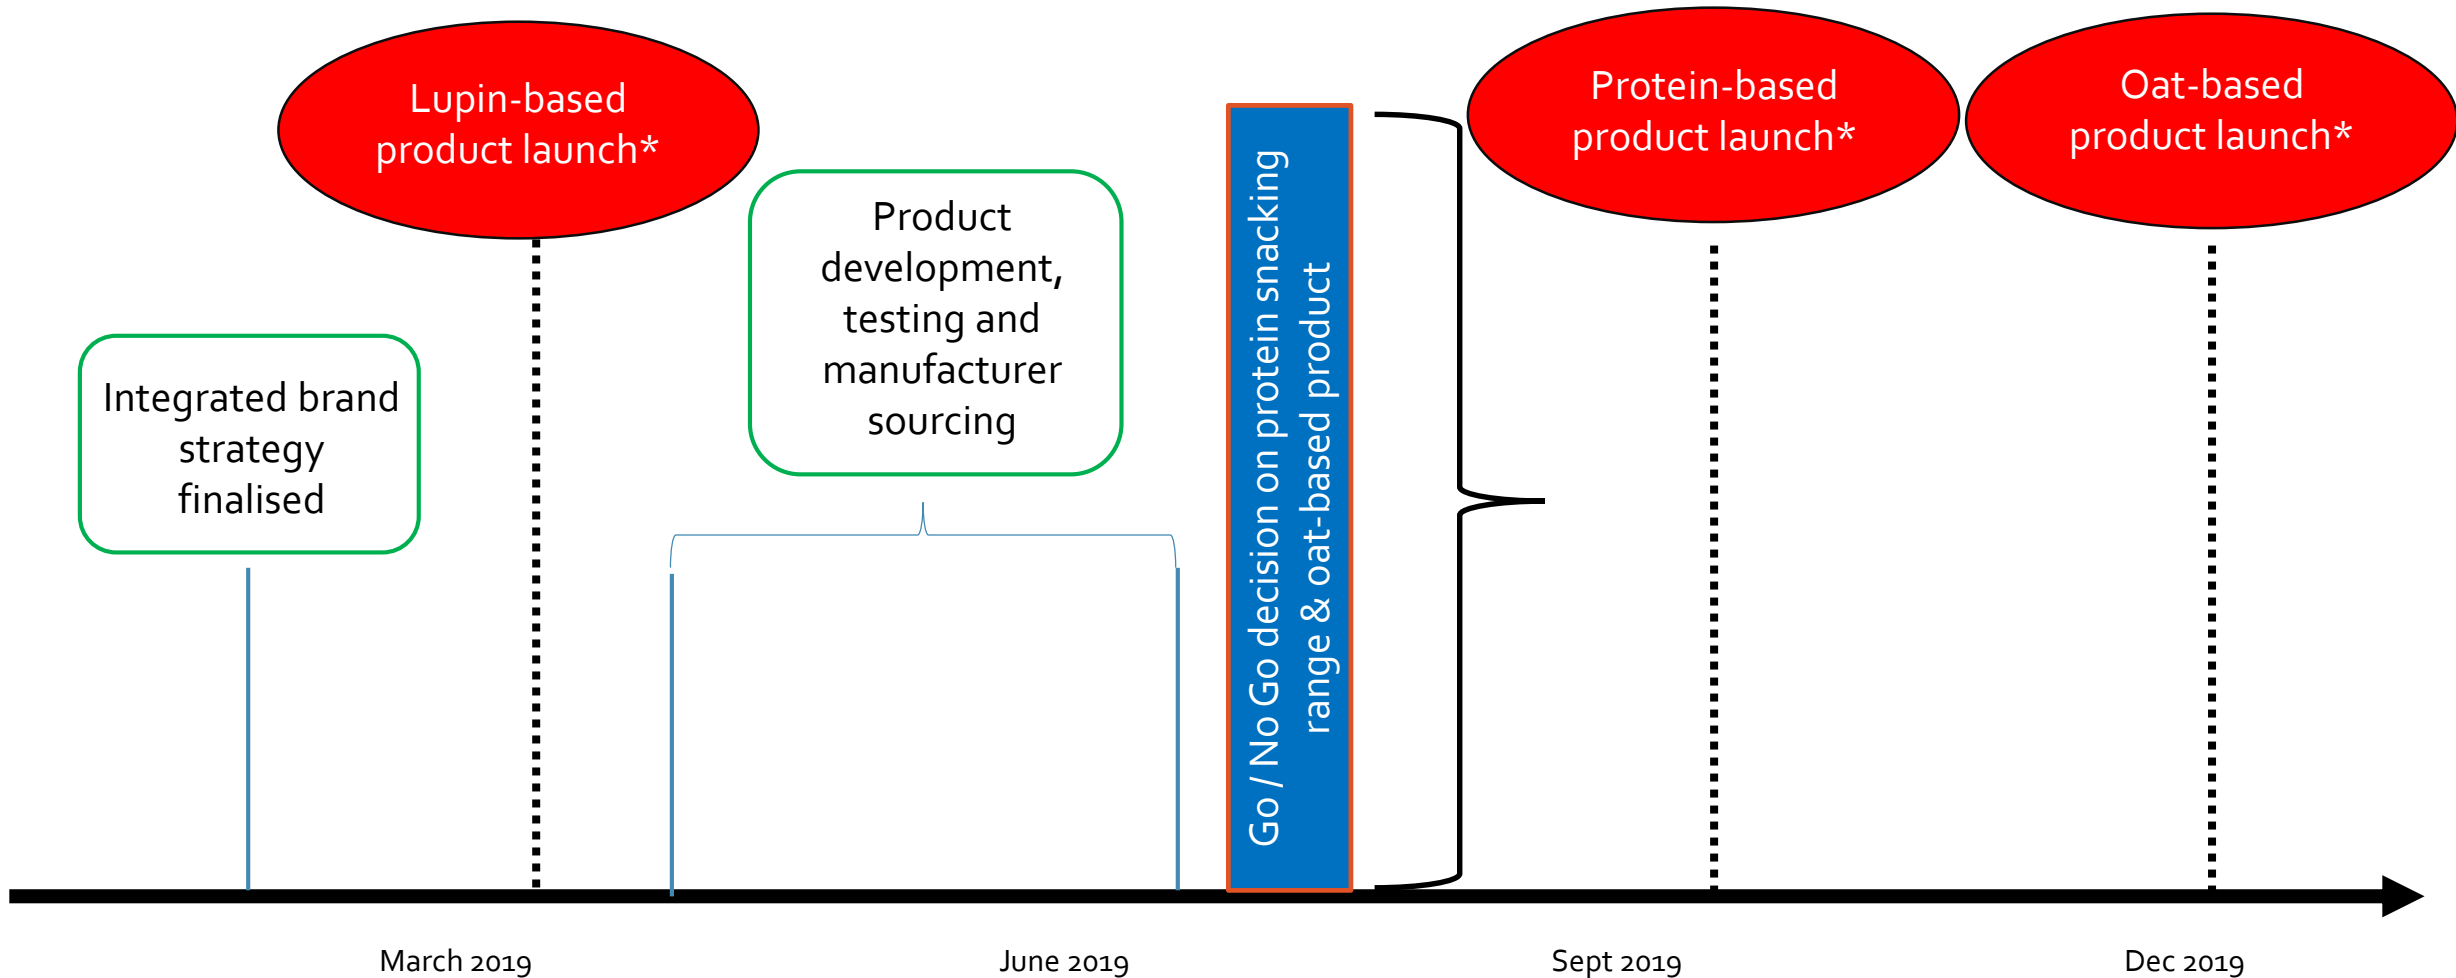 Lupin-based
product launch*
Protein-based
product launch*
Oat-based
product launch*
Integrated brand
strategy
finalised
Product
development,
testing and
manufacturer
sourcing
Go / No Go decision on protein snacking
range & oat-based product
March 2019
June 2019
Sept 2019
Dec 2019